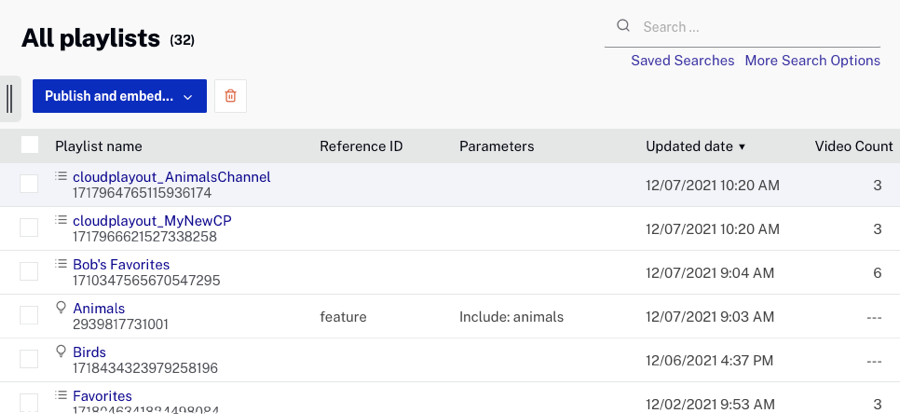 All playlists (32)
Search ...
Saved Searches More Search Options
Publish and embed...
Playlist name Reference ID Parameters Updated date ▼ Video Count
cloudplayout_AnimalsChannel
1717964765115936174 12/07/2021 10:20 AM 3
cloudplayout_MyNewCP
1717966621527338258 12/07/2021 10:20 AM 3
Bob's Favorites
1710347565670547295 12/07/2021 9:04 AM 6
Animals
2939817731001 feature Include: animals 12/07/2021 9:03 AM ---
Birds
1718434323979258196 12/06/2021 4:37 PM ---
Favorites
12/02/2021 9:53 AM 3